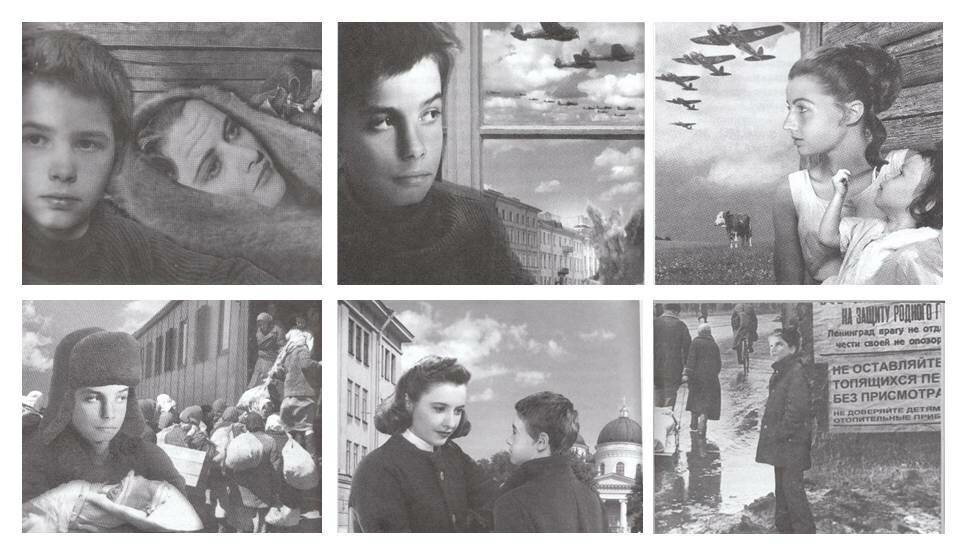 НА ЗАЩИТУ РОДНОГО Г
Ленинград врагу не отд
чести своей не опозор
НЕ ОСТАВЛЯЙТЕ
ТОПЯЩИХСЯ ПЕ
БЕЗ ПРИСМОТРА
НЕ ДОВЕРЯЙТЕ ДЕТЯМ
ОТОПИТЕЛЬНЫЕ ПРИБ